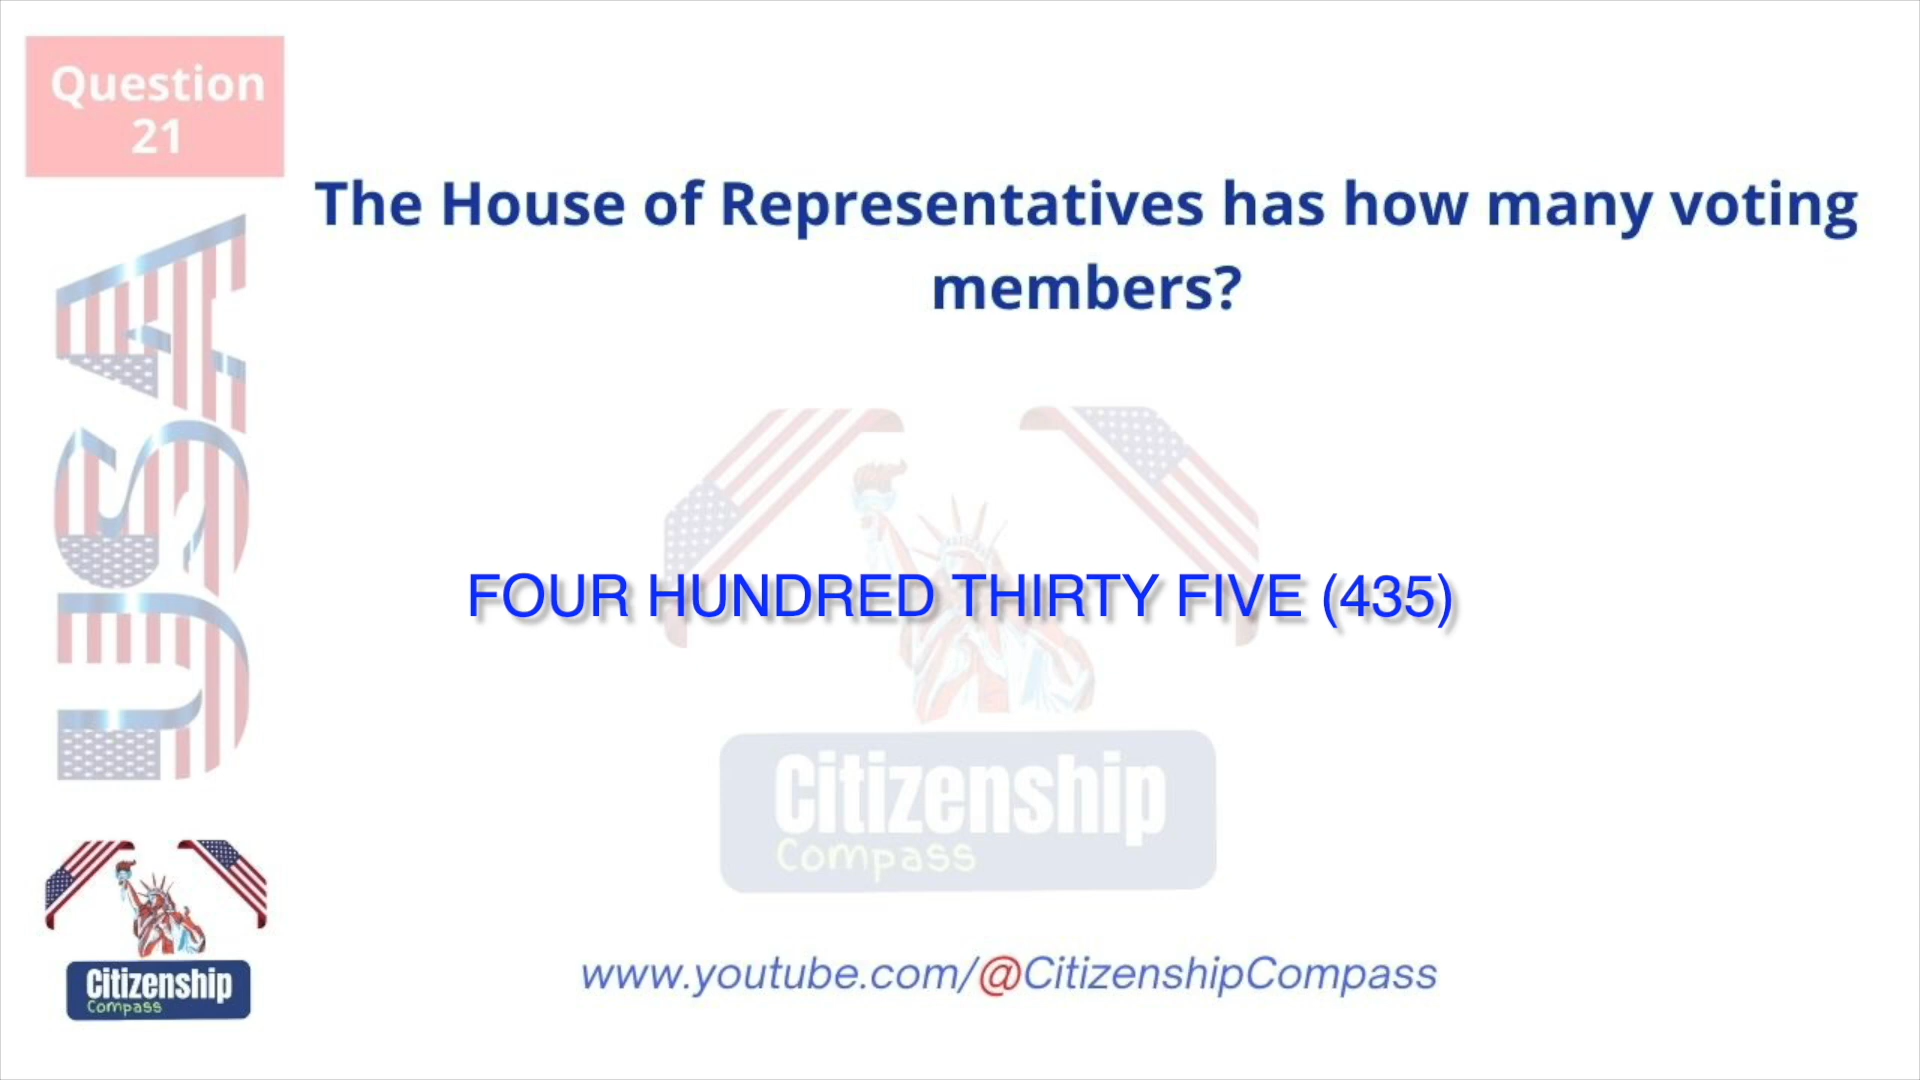 Question
21
The House of Representatives has how many voting
members?
FOUR HUNDRED THIRTY FIVE (435)
Citizenship
Compass
www.youtube.com/@CitizenshipCompass
USA
Citizenship
Compass